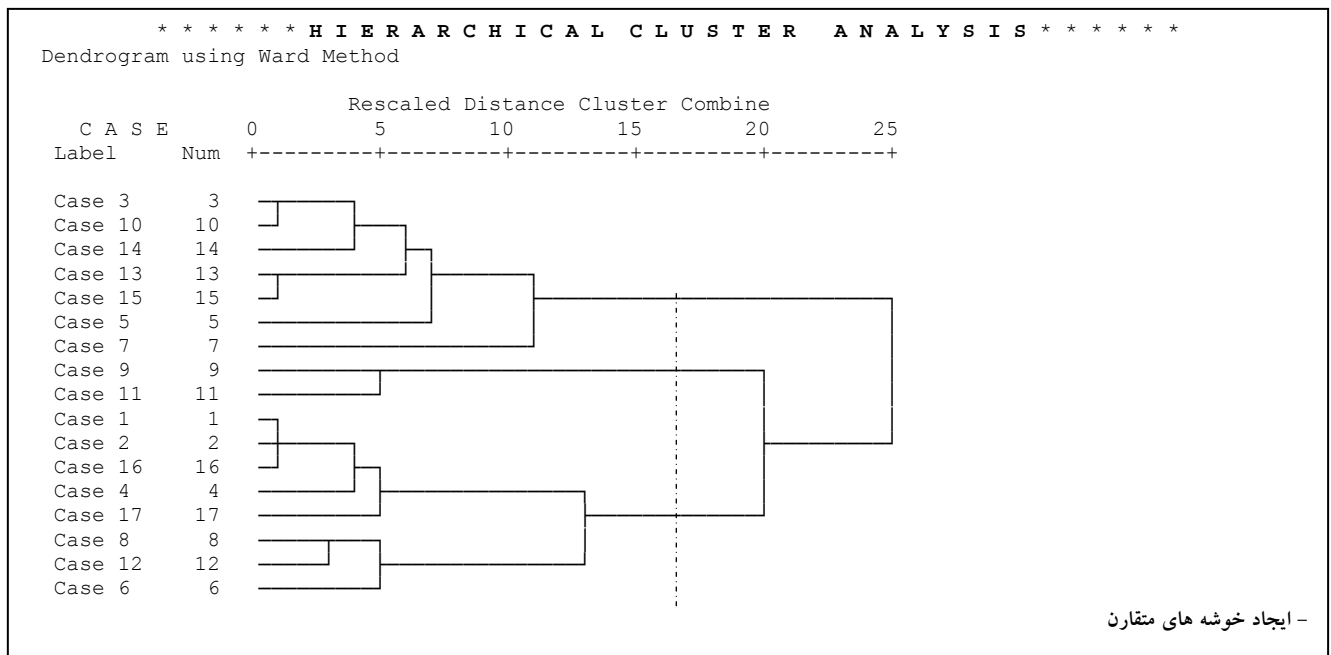 * * * * * * H I E R A R C H I C A L  C L U S T E R  A N A L Y S I S * * * * * *
Dendrogram using Ward Method
Rescaled Distance Cluster Combine
C A S E 0 5 10 15 20 25
Label Num +---------+---------+---------+---------+---------+
Case 3 3
Case 10 10
Case 14 14
Case 13 13
Case 15 15
Case 5 5
Case 7 7
Case 9 9
Case 11 11
Case 1 1
Case 2 2
Case 16 16
Case 4 4
Case 17 17
Case 8 8
Case 12 12
Case 6 6
- ایجاد خوشه های متقارن